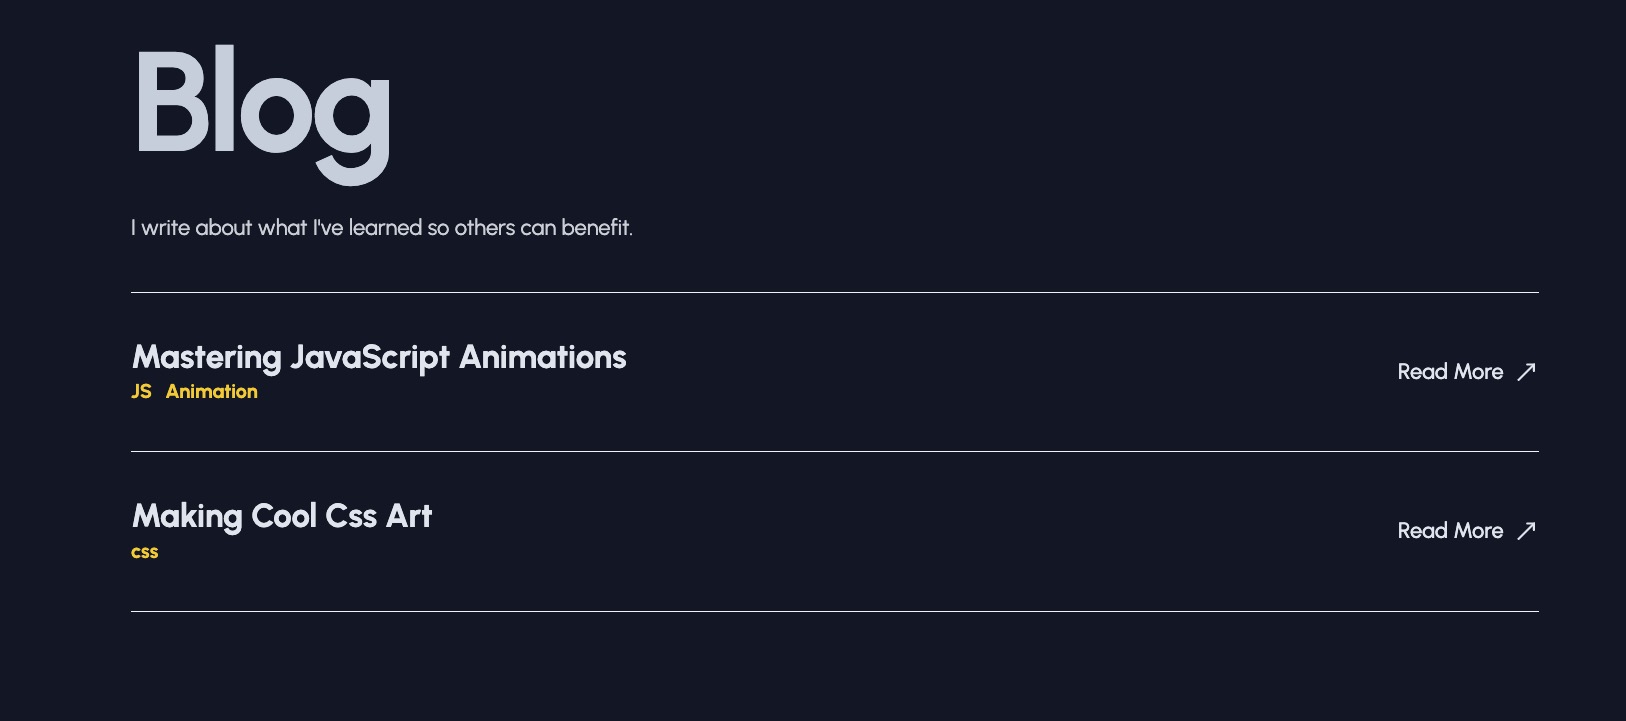 Blog
I write about what I've learned so others can benefit.
Mastering JavaScript Animations
JS Animation
Read More
Making Cool Css Art
css
Read More